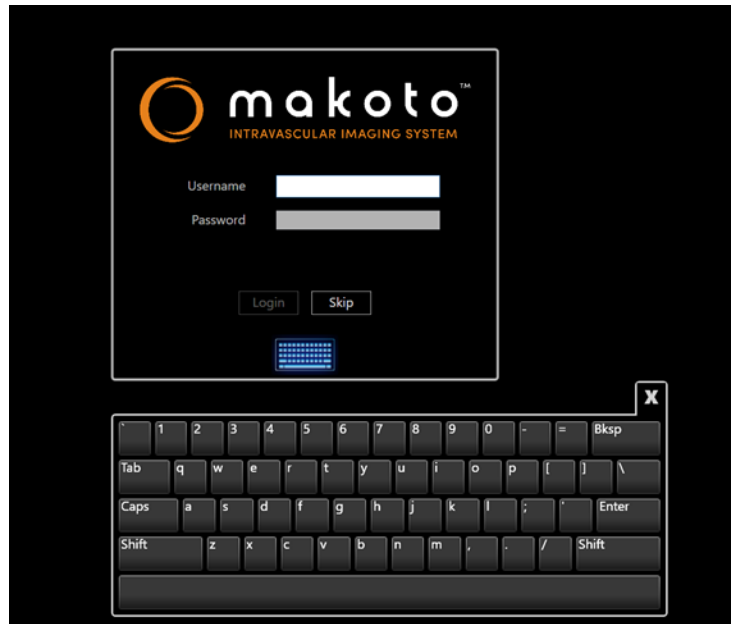 makoto™
INTRAVASCULAR IMAGING SYSTEM
Username
Password
Login Skip
X
` 1 2 3 4 5 6 7 8 9 0 - = Bksp
Tab q w e r t y u i o p [ ] \
Caps a s d f g h j k l ; ' Enter
Shift z x c v b n m , . / Shift